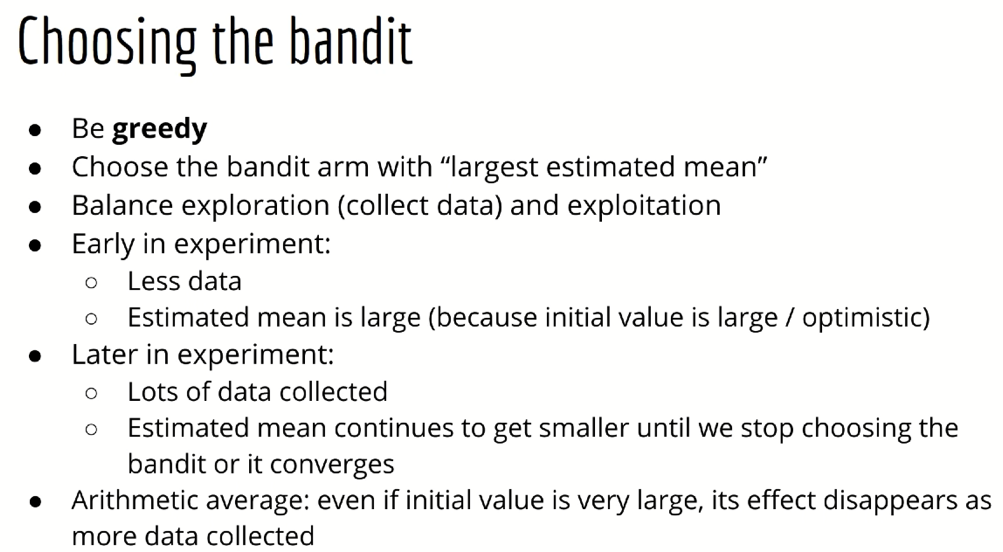 Choosing the bandit
● Be greedy
● Choose the bandit arm with “largest estimated mean”
● Balance exploration (collect data) and exploitation
● Early in experiment:
○ Less data
○ Estimated mean is large (because initial value is large / optimistic)
● Later in experiment:
○ Lots of data collected
○ Estimated mean continues to get smaller until we stop choosing the
bandit or it converges
● Arithmetic average: even if initial value is very large, its effect disappears as
more data collected